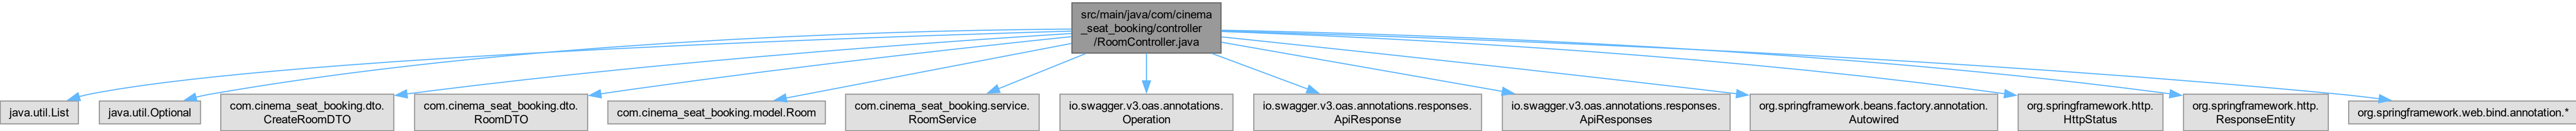 src/main/java/com/cinema
_seat_booking/controller
/RoomController.java
java.util.List
java.util.Optional
com.cinema_seat_booking.dto.
CreateRoomDTO
com.cinema_seat_booking.dto.
RoomDTO
com.cinema_seat_booking.model.Room
com.cinema_seat_booking.service.
RoomService
io.swagger.v3.oas.annotations.
Operation
io.swagger.v3.oas.annotations.responses.
ApiResponse
io.swagger.v3.oas.annotations.responses.
ApiResponses
org.springframework.beans.factory.annotation.
Autowired
org.springframework.http.
HttpStatus
org.springframework.http.
ResponseEntity
org.springframework.web.bind.annotation.*